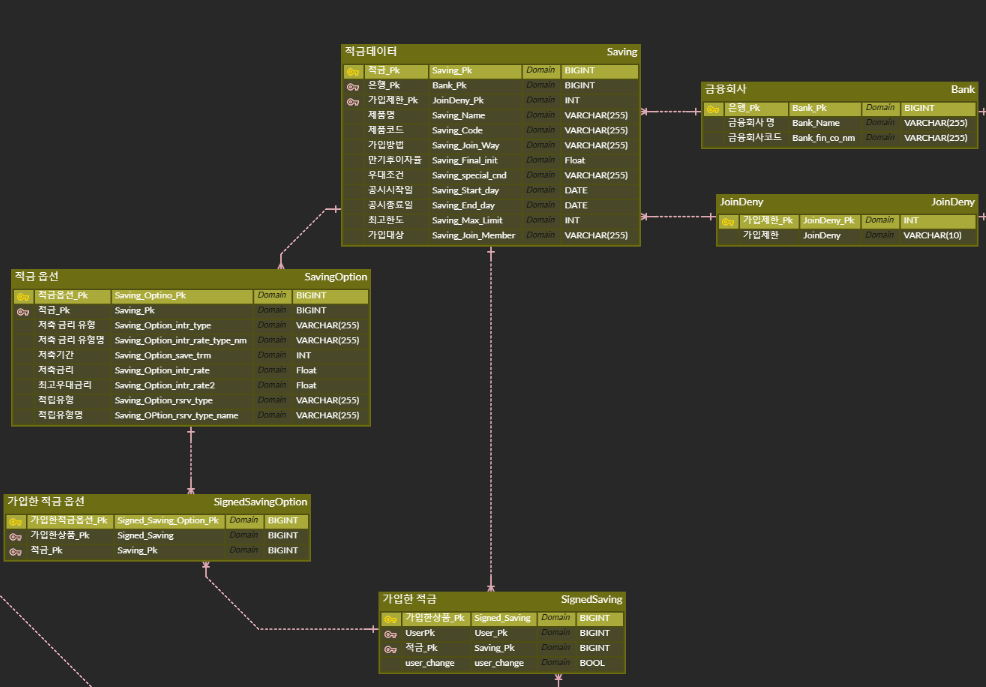 적금데이터 Saving
적금_Pk Saving_Pk Domain BIGINT
은행_Pk Bank_Pk Domain BIGINT
가입제한_Pk JoinDeny_Pk Domain INT
제품명 Saving_Name Domain VARCHAR(255)
제품코드 Saving_Code Domain VARCHAR(255)
가입방법 Saving_Join_Way Domain VARCHAR(255)
만기후이자율 Saving_Final_init Domain Float
우대조건 Saving_special_cnd Domain VARCHAR(255)
공시시작일 Saving_Start_day Domain DATE
공시종료일 Saving_End_day Domain DATE
최고한도 Saving_Max_Limit Domain INT
가입대상 Saving_Join_Member Domain VARCHAR(255)
금융회사 Bank
은행_Pk Bank_Pk Domain BIGINT
금융회사 명 Bank_Name Domain VARCHAR(255)
금융회사코드 Bank_fin_co_nm Domain VARCHAR(255)
JoinDeny JoinDeny
가입제한_Pk JoinDeny_Pk Domain INT
가입제한 JoinDeny Domain VARCHAR(10)
적금 옵션 SavingOption
적금옵션_Pk Saving_Optino_Pk Domain BIGINT
적금_Pk Saving_Pk Domain BIGINT
저축 금리 유형 Saving_Option_intr_type Domain VARCHAR(255)
저축 금리 유형명 Saving_Option_intr_rate_type_nm Domain VARCHAR(255)
저축기간 Saving_Option_save_trm Domain INT
저축금리 Saving_Option_intr_rate Domain Float
최고우대금리 Saving_Option_intr_rate2 Domain Float
적립유형 Saving_Option_rsrv_type Domain VARCHAR(255)
적립유형명 Saving_OPtion_rsrv_type_name Domain VARCHAR(255)
가입한 적금 옵션 SignedSavingOption
가입한적금옵션_Pk Signed_Saving_Option_Pk Domain BIGINT
가입한상품_Pk Signed_Saving Domain BIGINT
적금_Pk Saving_Pk Domain BIGINT
가입한 적금 SignedSaving
가입한상품_Pk Signed_Saving Domain BIGINT
UserPk User_Pk Domain BIGINT
적금_Pk Saving_Pk Domain BIGINT
user_change user_change Domain BOOL